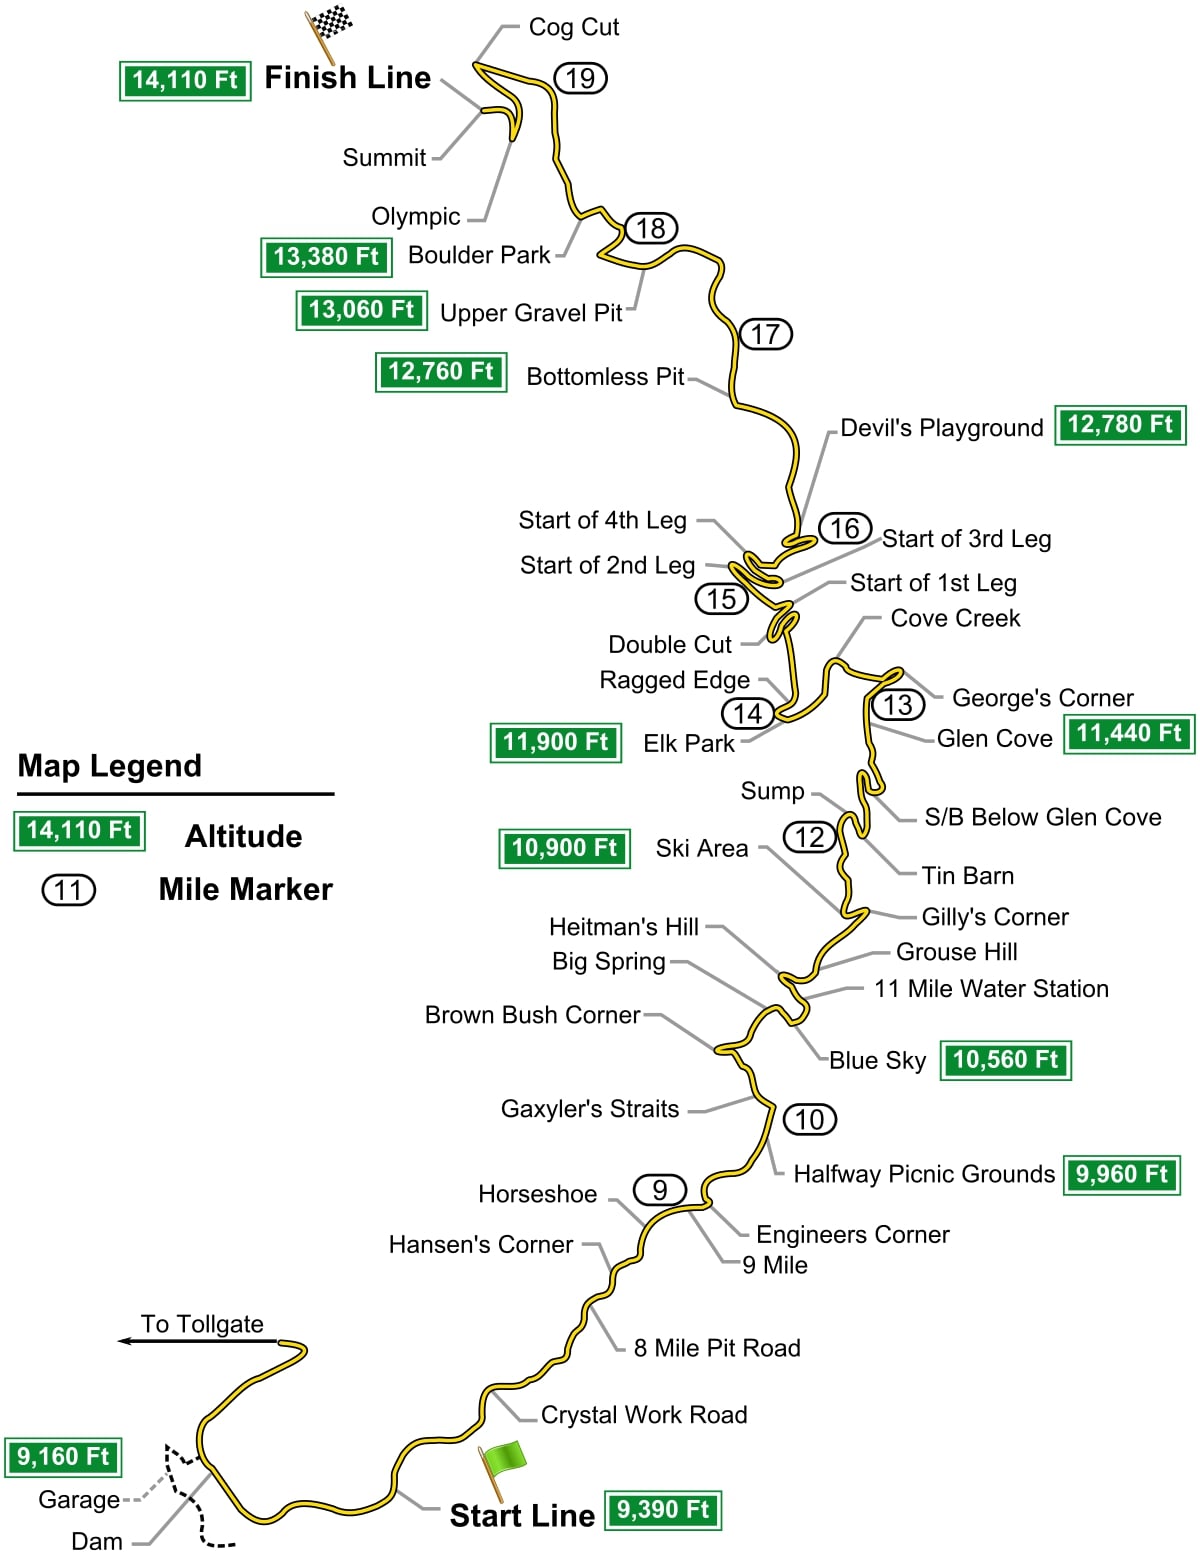 Cog Cut
19
14,110 Ft Finish Line
Summit
Olympic
18
13,380 Ft Boulder Park
13,060 Ft Upper Gravel Pit
17
12,760 Ft Bottomless Pit
Devil's Playground 12,780 Ft
Start of 4th Leg
16
Start of 3rd Leg
Start of 2nd Leg
Start of 1st Leg
15
Cove Creek
Double Cut
Ragged Edge
George's Corner
13
14
Glen Cove 11,440 Ft
11,900 Ft Elk Park
Map Legend
14,110 Ft Altitude
11 Mile Marker
Sump
S/B Below Glen Cove
12
10,900 Ft Ski Area
Tin Barn
Gilly's Corner
Heitman's Hill
Grouse Hill
Big Spring
11 Mile Water Station
Brown Bush Corner
Blue Sky 10,560 Ft
Gaxyler's Straits
10
Halfway Picnic Grounds 9,960 Ft
9
Horseshoe
Engineers Corner
Hansen's Corner
9 Mile
To Tollgate
8 Mile Pit Road
Crystal Work Road
9,160 Ft
Garage
Start Line 9,390 Ft
Dam